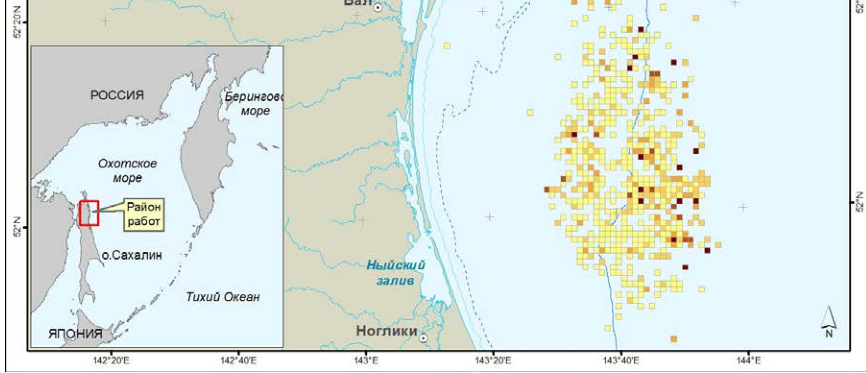 Вал
52°20'N
РОССИЯ
Берингово
море
Охотское
море
Район
работ
о.Сахалин
52°N
52°N
Тихий Океан
ЯПОНИЯ
Ныйский
залив
Ноглики
N
142°20'E
142°40'E
143°E
143°20'E
143°40'E
144°E